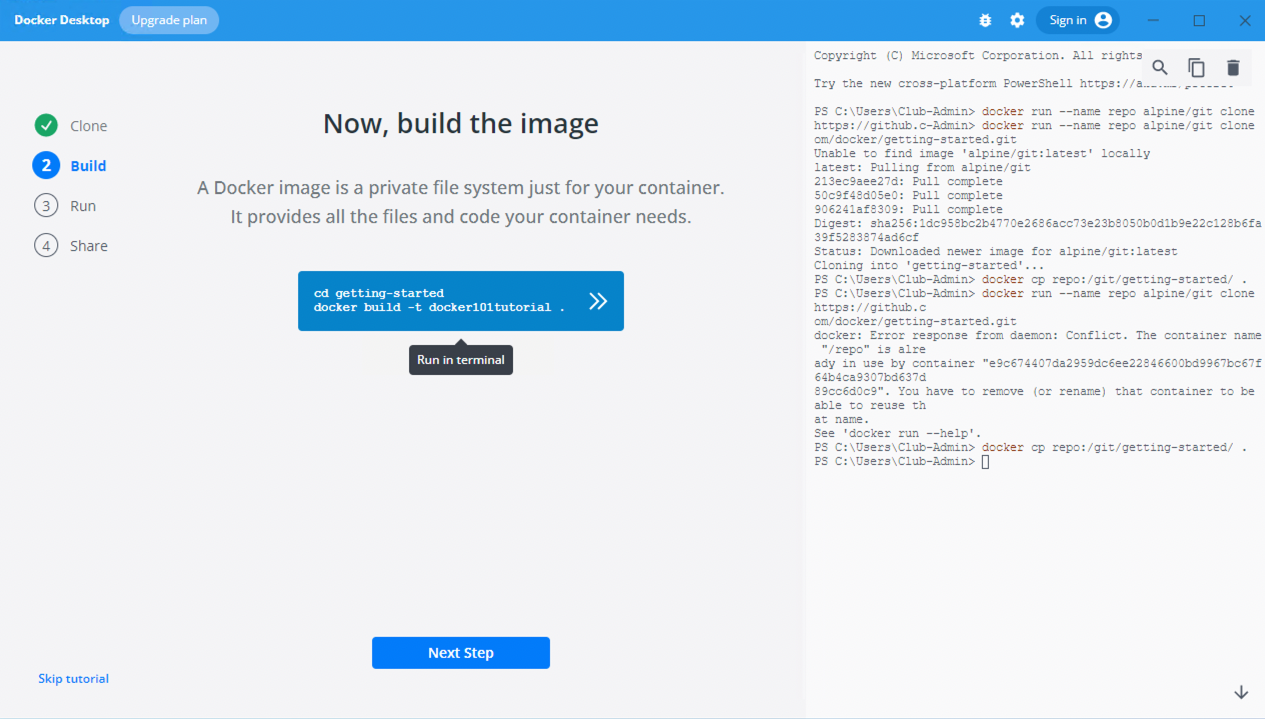 Docker Desktop
Upgrade plan
Sign in
Clone
2
Build
3
Run
4
Share
Now, build the image
A Docker image is a private file system just for your container.
It provides all the files and code your container needs.
cd getting-started
docker build -t docker101tutorial .
Run in terminal
Next Step
Skip tutorial
Copyright (C) Microsoft Corporation. All rights
Try the new cross-platform PowerShell
PS C:\Users\Club-Admin> docker run --name repo alpine/git clone
https://github.c-Admin> docker run --name repo alpine/git clone
om/docker/getting-started.git
Unable to find image 'alpine/git:latest' locally
latest: Pulling from alpine/git
213ec9aee27d: Pull complete
50c9f48d05e0: Pull complete
906241af8309: Pull complete
Digest: sha256:1dc958bc2b4770e2686acc73e23b8050b0d1b9e22c128b6fa
39f5283874ad6cf
Status: Downloaded newer image for alpine/git:latest
Cloning into 'getting-started'...
PS C:\Users\Club-Admin> docker cp repo:/git/getting-started/ .
PS C:\Users\Club-Admin> docker run --name repo alpine/git clone
https://github.c
om/docker/getting-started.git
docker: Error response from daemon: Conflict. The container name
"/repo" is alre
ady in use by container "e9c674407da2959dc6ee22846600bd9967bc67f
64b4ca9307bd637d
89cc6d0c9". You have to remove (or rename) that container to be
able to reuse th
at name.
See 'docker run --help'.
PS C:\Users\Club-Admin> docker cp repo:/git/getting-started/ .
PS C:\Users\Club-Admin>